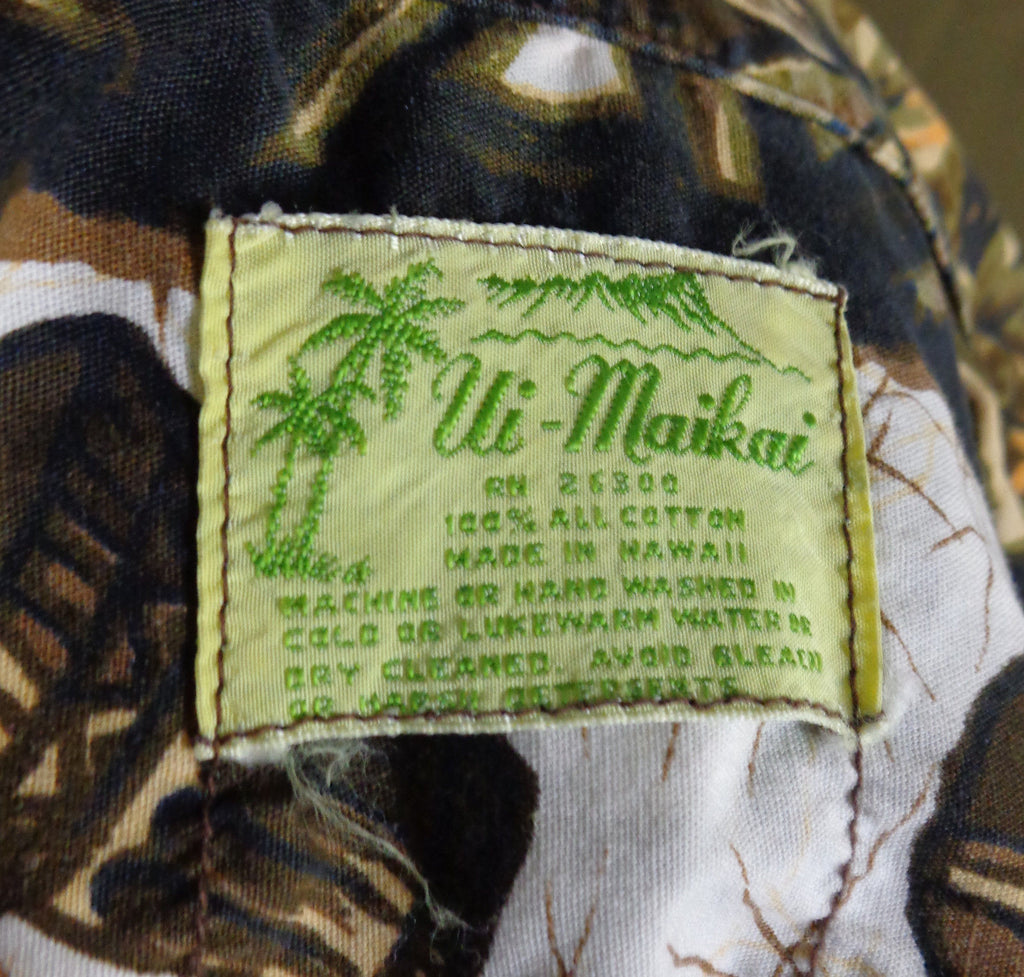 Ui-Maikai
RN 26300
100% ALL COTTON
MADE IN HAWAII
MACHINE OR HAND WASHED IN
COLD OR LUKEWARM WATER OR
DRY CLEANED. AVOID BLEACH
OR HARSH DETERGENTS